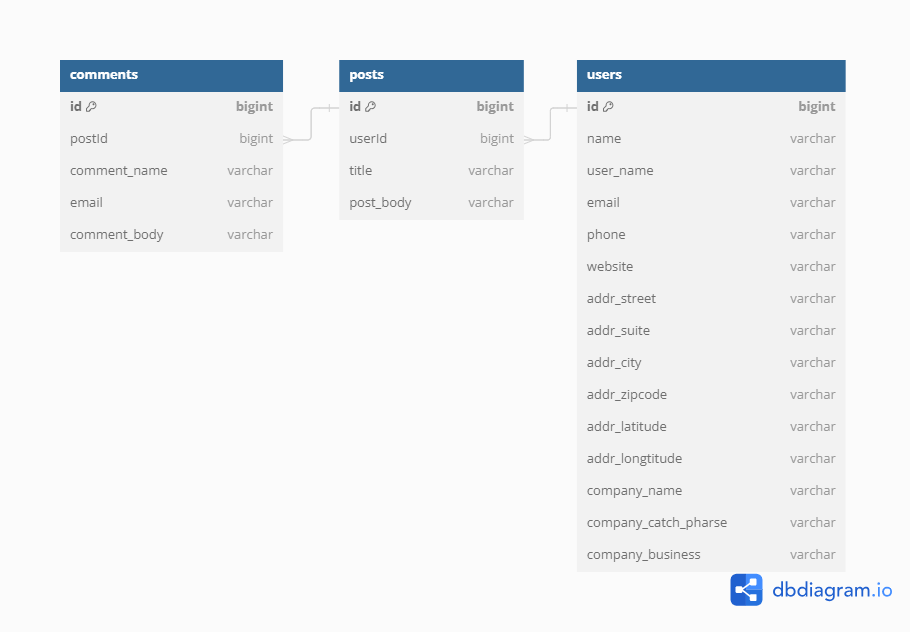 comments
id bigint
postId bigint
comment_name varchar
email varchar
comment_body varchar
posts
id bigint
userId bigint
title varchar
post_body varchar
users
id bigint
name varchar
user_name varchar
email varchar
phone varchar
website varchar
addr_street varchar
addr_suite varchar
addr_city varchar
addr_zipcode varchar
addr_latitude varchar
addr_longtitude varchar
company_name varchar
company_catch_pharse varchar
company_business varchar
dbdiagram.io